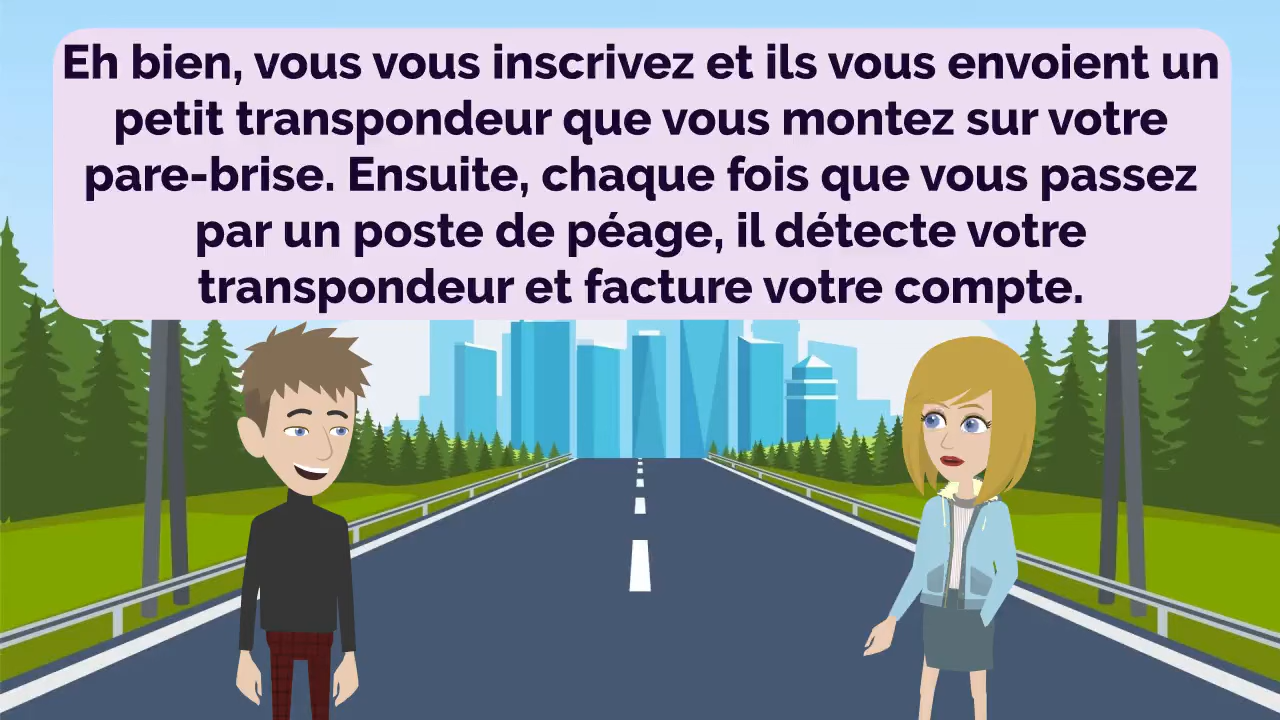 Eh bien, vous vous inscrivez et ils vous envoient un
petit transpondeur que vous montez sur votre
pare-brise. Ensuite, chaque fois que vous passez
par un poste de péage, il détecte votre
transpondeur et facture votre compte.